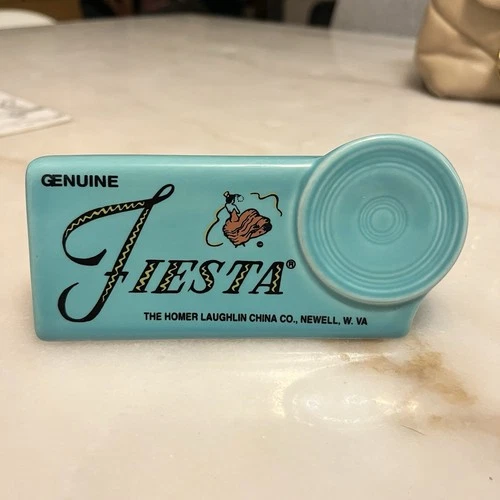 GENUINE
FIESTA®
THE HOMER LAUGHLIN CHINA CO., NEWELL, W. VA